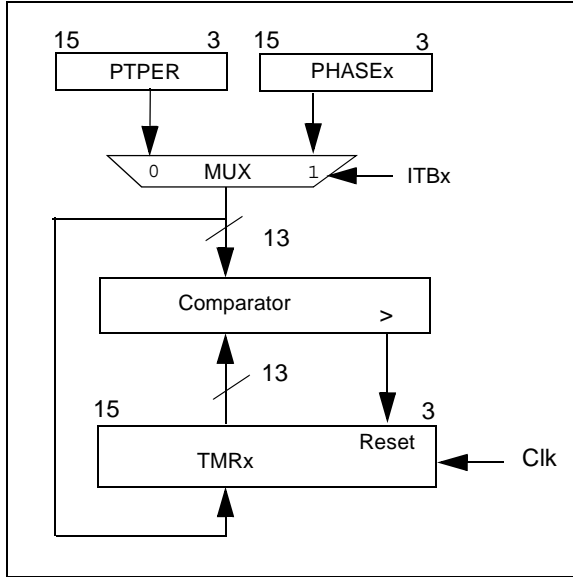 15 3 15 3
PTPER PHASEx
0 MUX 1 ITBx
13
Comparator
>
13
15 3
Reset
TMRx Clk